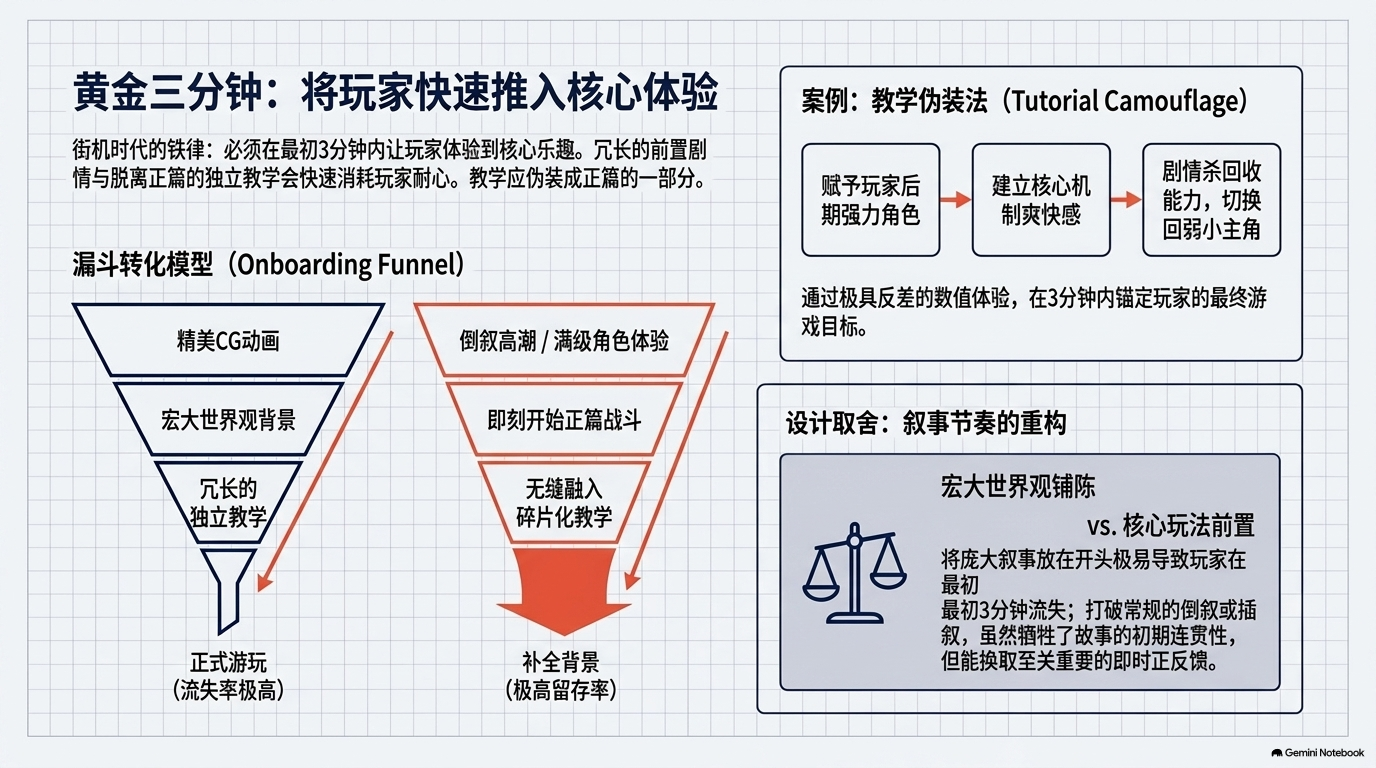 黄金三分钟：将玩家快速推入核心体验
街机时代的铁律：必须在最初3分钟内让玩家体验到核心乐趣。冗长的前置剧
情与脱离正篇的独立教学会快速消耗玩家耐心。教学应伪装成正篇的一部分。
漏斗转化模型（Onboarding Funnel）
精美CG动画
宏大世界观背景
冗长的
独立教学
正式游玩
（流失率极高）
倒叙高潮 / 满级角色体验
即刻开始正篇战斗
无缝融入
碎片化教学
补全背景
（极高留存率）
案例：教学伪装法（Tutorial Camouflage）
赋予玩家后
期强力角色
建立核心机
制爽快感
剧情杀回收
能力，切换
回弱小主角
通过极具反差的数值体验，在3分钟内锚定玩家的最终游
戏目标。
设计取舍：叙事节奏的重构
宏大世界观铺陈
vs. 核心玩法前置
将庞大叙事放在开头极易导致玩家在
最初
最初3分钟流失；打破常规的倒叙或插
叙，虽然牺牲了故事的初期连贯性，
但能换取至关重要的即时正反馈。
Gemini Notebook